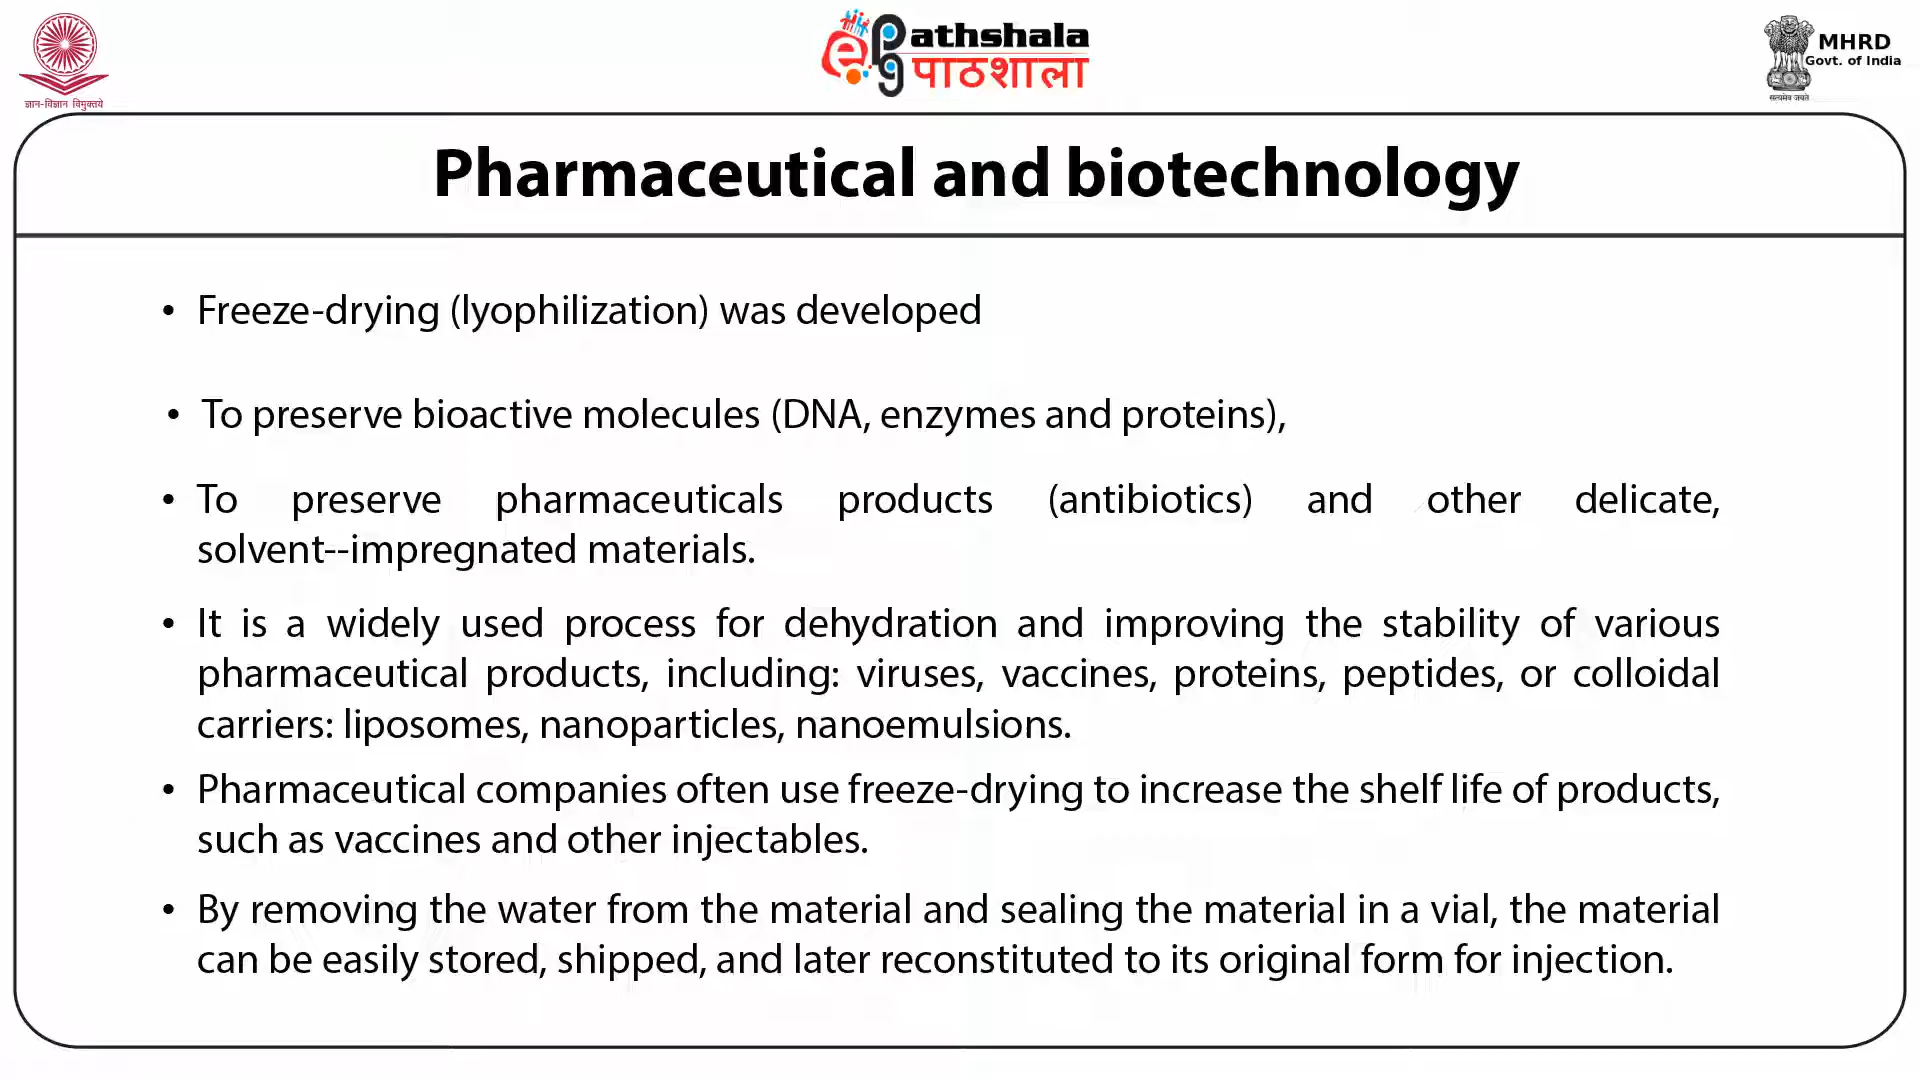 ज्ञान-विज्ञान विमुक्तये
ePathshala
पाठशाला
MHRD
Govt. of India
सत्यमेव जयते
Pharmaceutical and biotechnology
• Freeze-drying (lyophilization) was developed
• To preserve bioactive molecules (DNA, enzymes and proteins),
• To preserve pharmaceuticals products (antibiotics) and other delicate,
solvent--impregnated materials.
• It is a widely used process for dehydration and improving the stability of various
pharmaceutical products, including: viruses, vaccines, proteins, peptides, or colloidal
carriers: liposomes, nanoparticles, nanoemulsions.
• Pharmaceutical companies often use freeze-drying to increase the shelf life of products,
such as vaccines and other injectables.
• By removing the water from the material and sealing the material in a vial, the material
can be easily stored, shipped, and later reconstituted to its original form for injection.